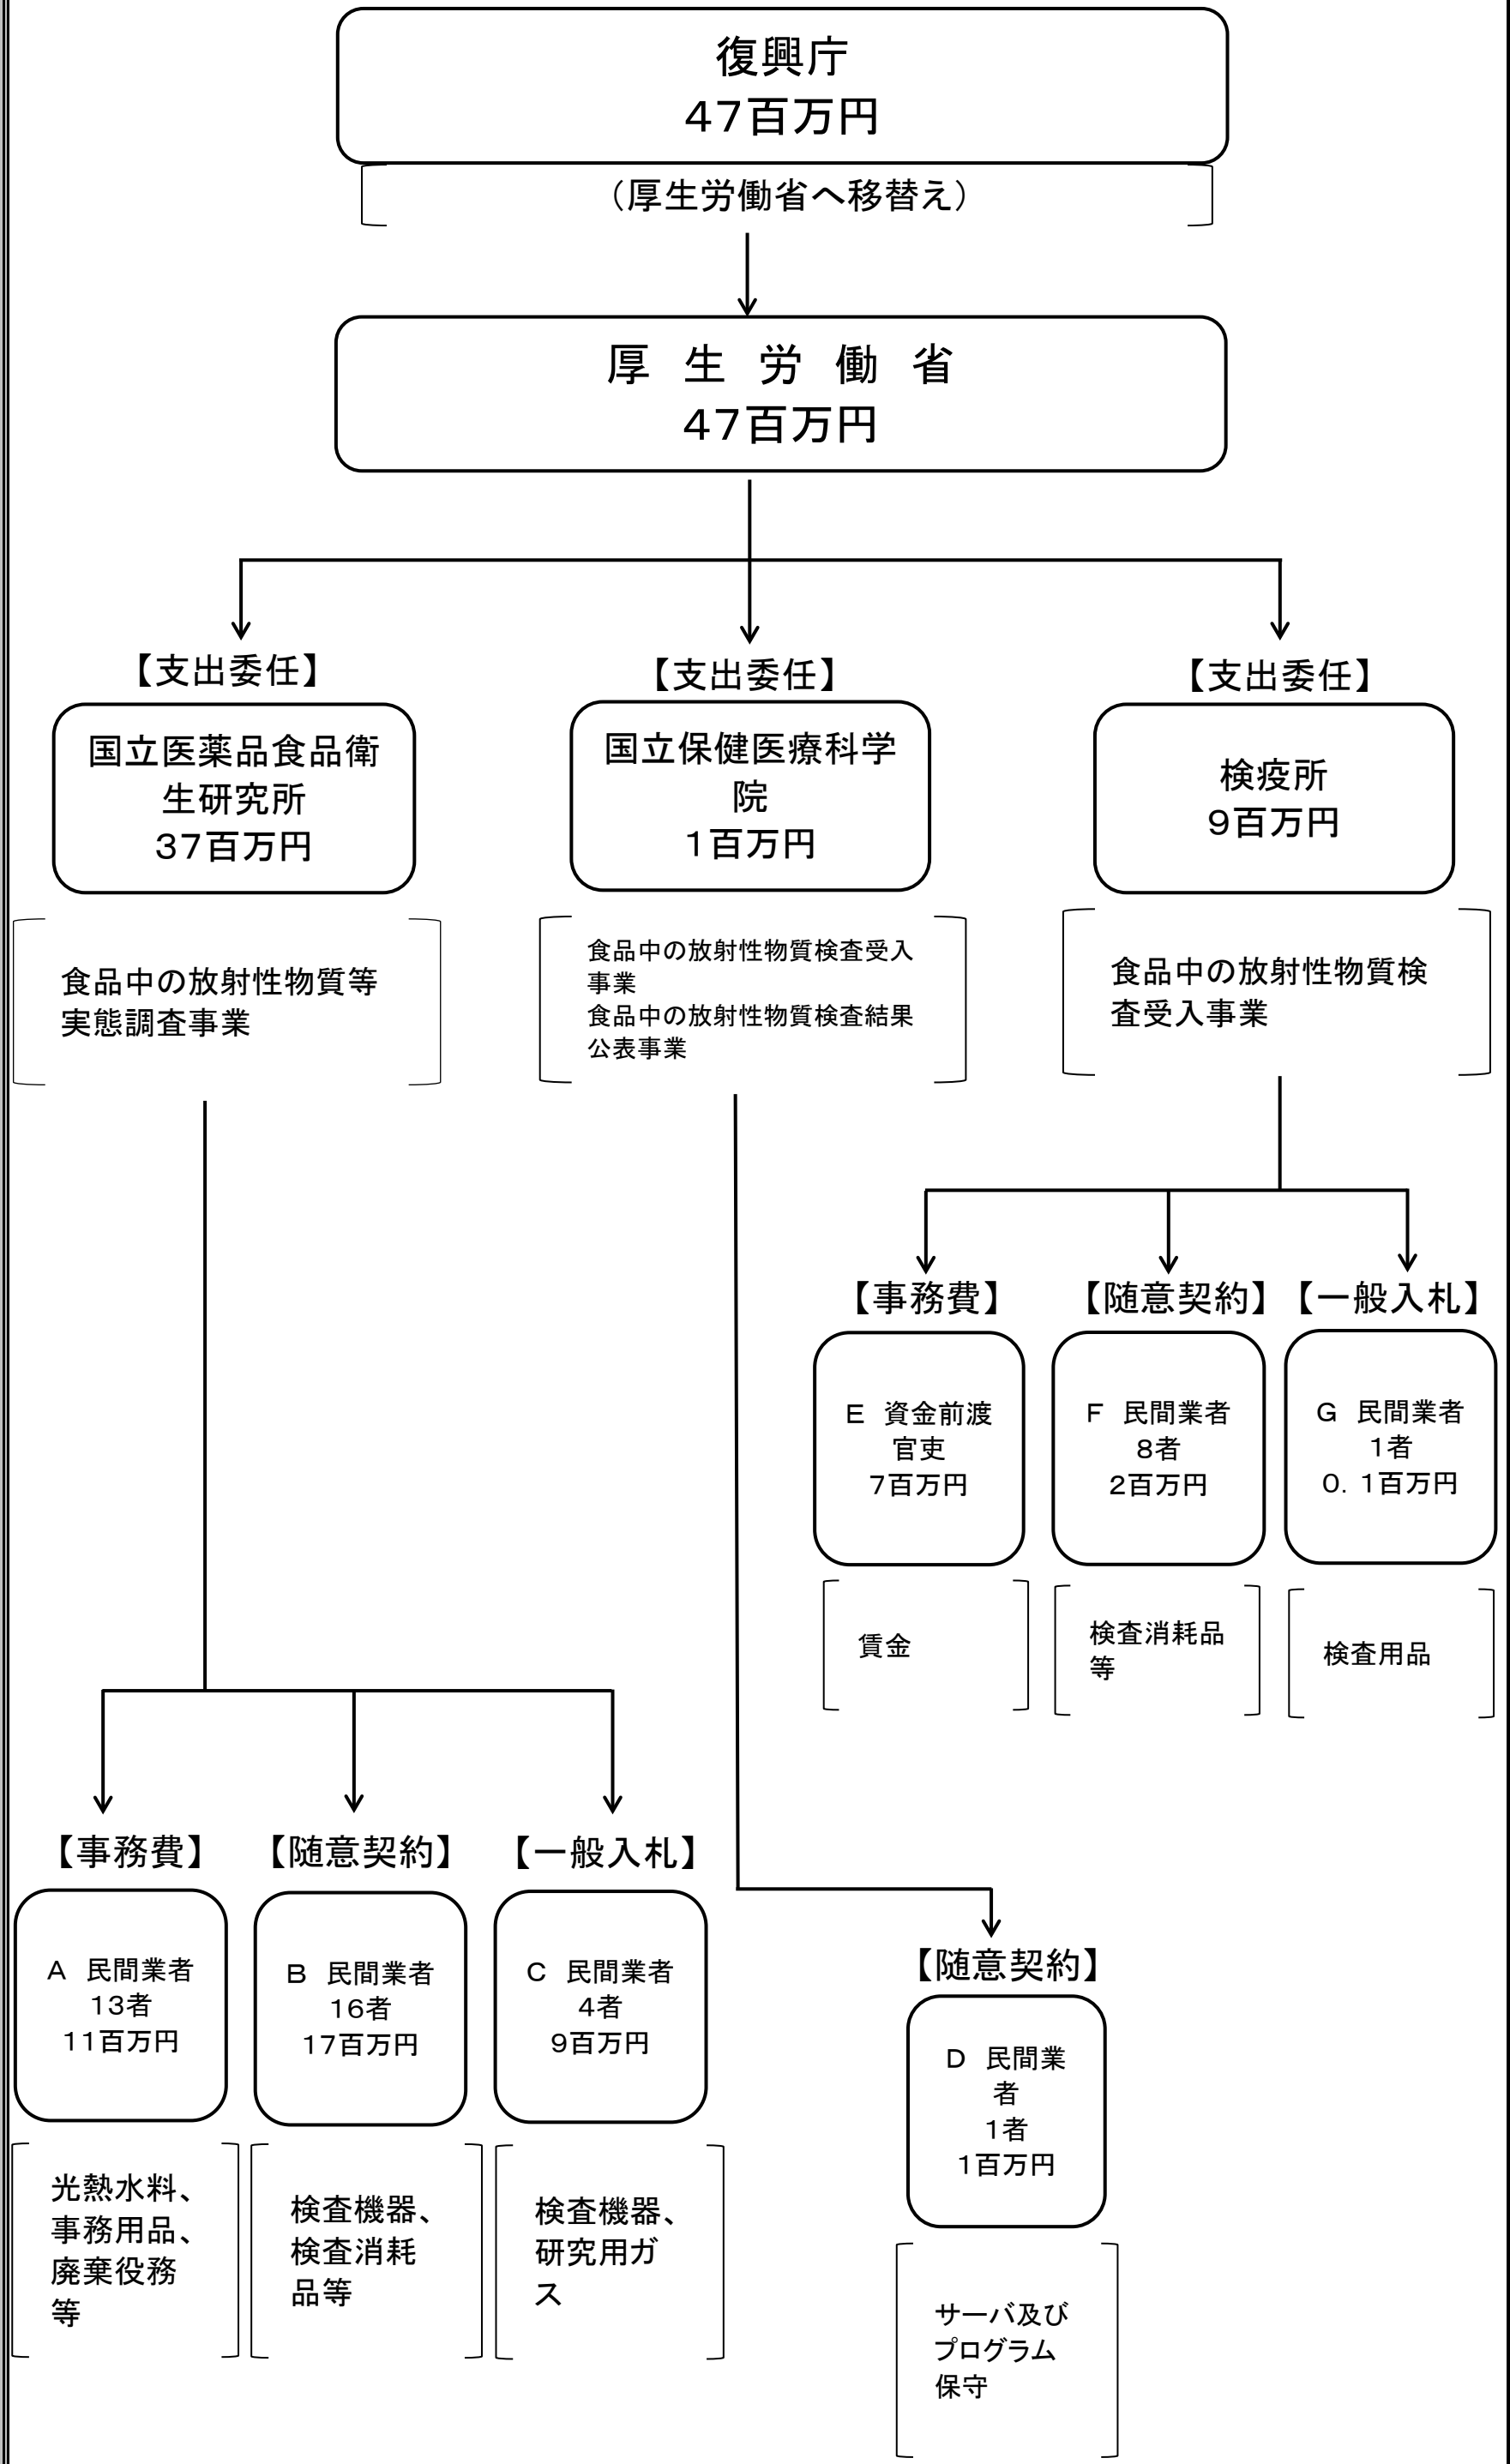 復興庁
47百万円
（厚生労働省へ移替え）
厚　生　労　働　省
47百万円
【支出委任】
国立医薬品食品衛
生研究所
37百万円
食品中の放射性物質等
実態調査事業
【支出委任】
国立保健医療科学
院
1百万円
食品中の放射性物質検査受入
事業
食品中の放射性物質検査結果
公表事業
【支出委任】
検疫所
9百万円
食品中の放射性物質検
査受入事業
【事務費】
E　資金前渡
官吏
7百万円
賃金
【随意契約】
F　民間業者
8者
2百万円
検査消耗品
等
【一般入札】
G　民間業者
1者
0．1百万円
検査用品
【事務費】
A　民間業者
13者
11百万円
光熱水料、
事務用品、
廃棄役務
等
【随意契約】
B　民間業者
16者
17百万円
検査機器、
検査消耗
品等
【一般入札】
C　民間業者
4者
9百万円
検査機器、
研究用ガ
ス
【随意契約】
D　民間業
者
1者
1百万円
サーバ及び
プログラム
保守